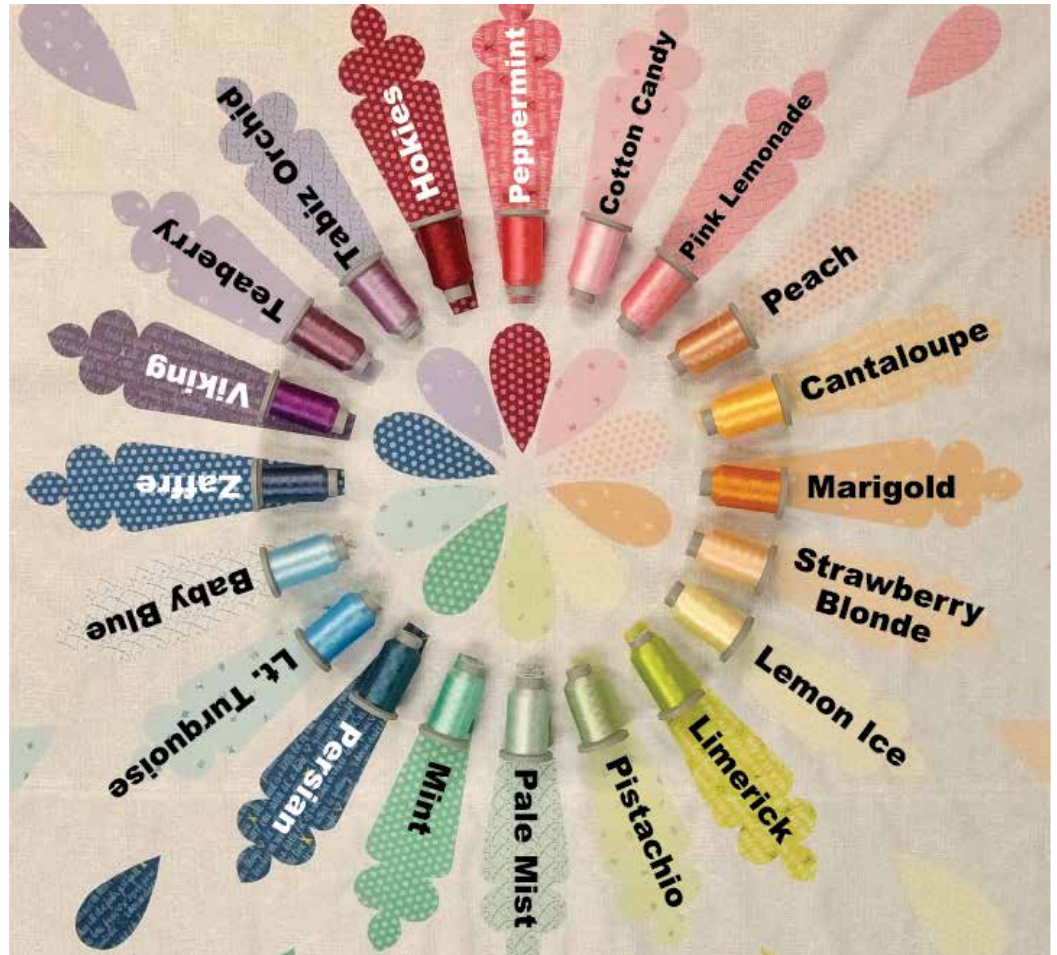 Hokies
Peppermint
Cotton Candy
Pink Lemonade
Peach
Cantaloupe
Marigold
Strawberry
Blonde
Lemon Ice
Limerick
Pistachio
Pale Mist
Mint
Persian
Lt. Turquoise
Baby Blue
Zaffre
Viking
Teaberry
Tabiz Orchid